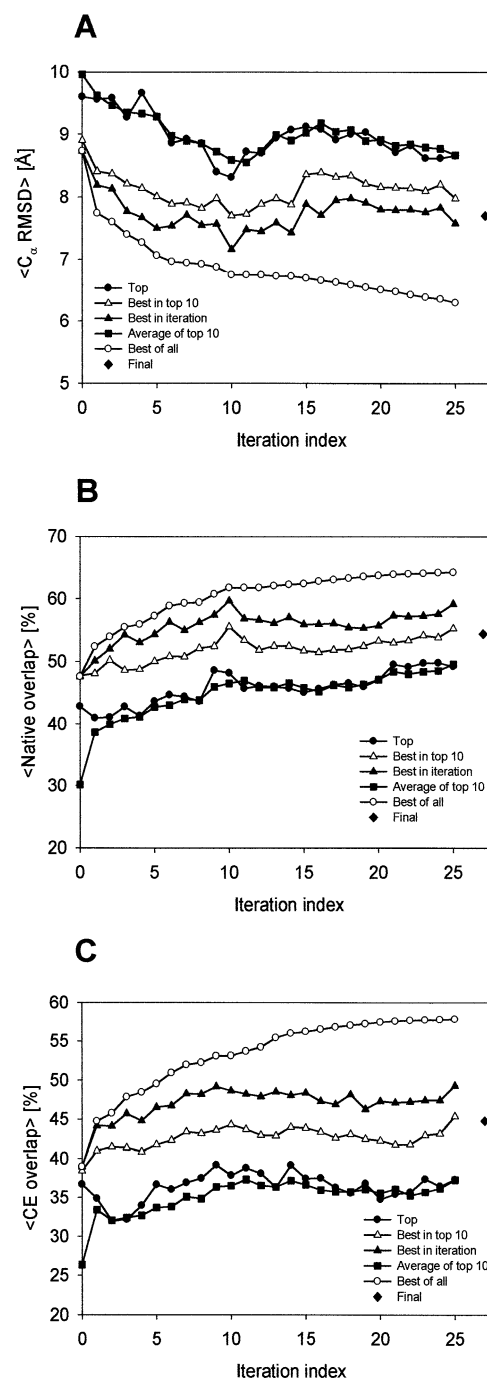 A
<Cα RMSD> [Å]
10
9
8
7
6
5
Top
Best in top 10
Best in iteration
Average of top 10
Best of all
Final
0 5 10 15 20 25
Iteration index
B
<Native overlap> [%]
70
60
50
40
30
20
Top
Best in top 10
Best in iteration
Average of top 10
Best of all
Final
0 5 10 15 20 25
Iteration index
C
<CE overlap> [%]
60
55
50
45
40
35
30
25
20
Top
Best in top 10
Best in iteration
Average of top 10
Best of all
Final
0 5 10 15 20 25
Iteration index